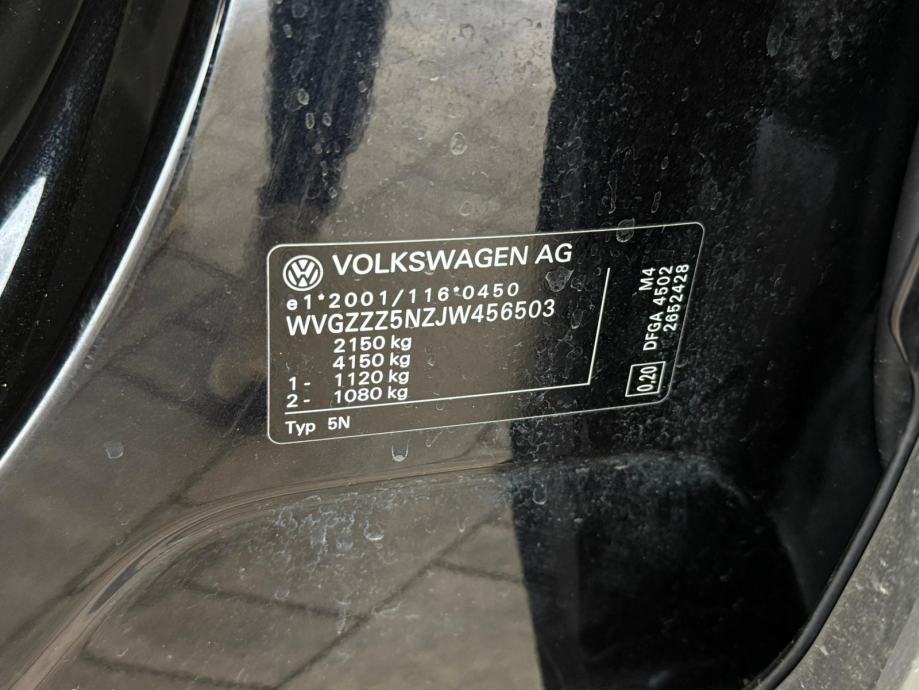 VOLKSWAGEN AG
e1*2001/116*0450
WVGZZZ5NZJW456503
2150 kg
4150 kg
1- 1120 kg
2- 1080 kg
Typ 5N
M4
DFGA 4502
2652428
0,20